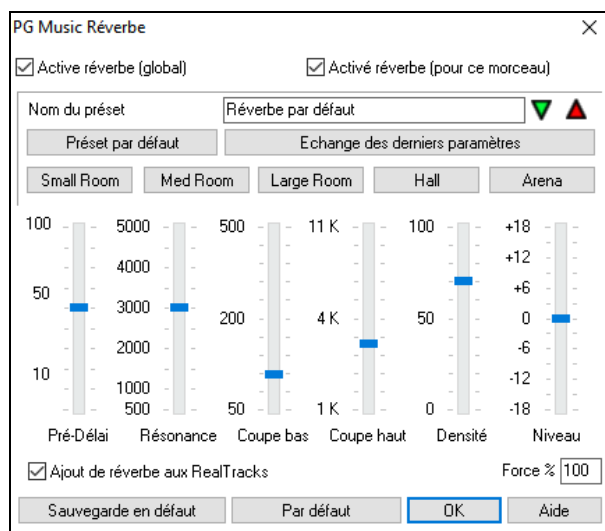 PG Music Réverbe
Active réverbe (global) Activé réverbe (pour ce morceau)
Nom du préset Réverbe par défaut
Préset par défaut Echange des derniers paramètres
Small Room Med Room Large Room Hall Arena
100 5000 500 11 K 100 +18
4000 +12
50 3000 200 4 K 50 +6
0
2000 -6
10 1000 -12
500 50 1 K 0 -18
Pré-Délai Résonance Coupe bas Coupe haut Densité Niveau
Ajout de réverbe aux RealTracks Force % 100
Sauvegarde en défaut Par défaut OK Aide